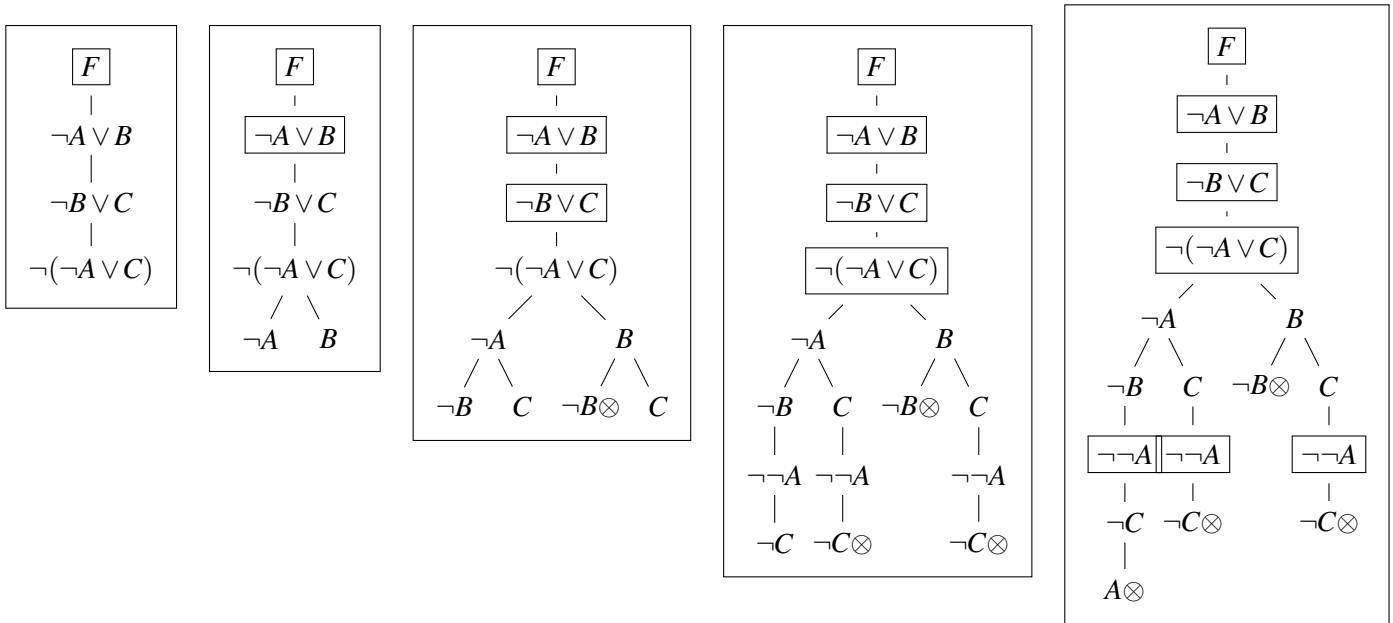 F
¬A ∨ B
¬B ∨ C
¬(¬A ∨ C)
F
¬A ∨ B
¬B ∨ C
¬(¬A ∨ C)
¬A B
F
¬A ∨ B
¬B ∨ C
¬(¬A ∨ C)
¬A B
¬B C ¬B⊗ C
F
¬A ∨ B
¬B ∨ C
¬(¬A ∨ C)
¬A B
¬B C ¬B⊗ C
¬¬A ¬¬A ¬¬A
¬C ¬C⊗ ¬C⊗
F
¬A ∨ B
¬B ∨ C
¬(¬A ∨ C)
¬A B
¬B C ¬B⊗ C
¬¬A ¬¬A ¬¬A
¬C ¬C⊗ ¬C⊗
A⊗